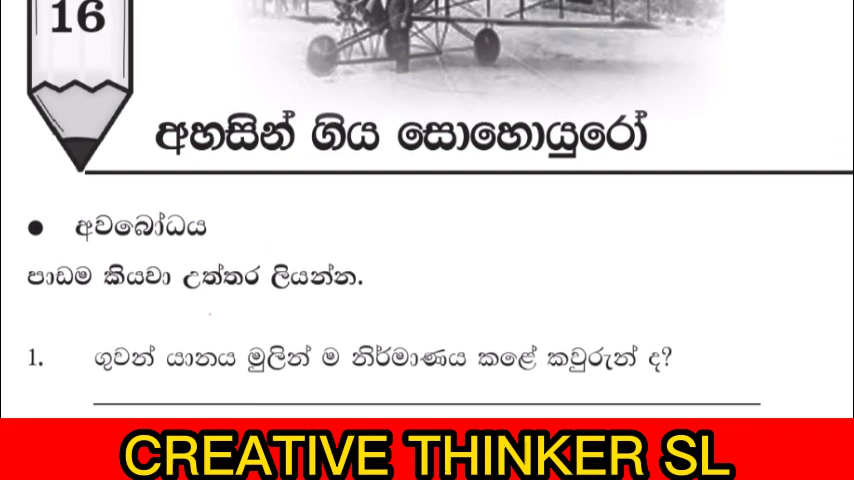 16
අහසින් ගිය සොහොයුරෝ
● අවබෝධය
පාඩම කියවා උත්තර ලියන්න.
1. ගුවන් යානය මුලින් ම නිර්මාණය කළේ කවුරුන් ද?
CREATIVE THINKER SL